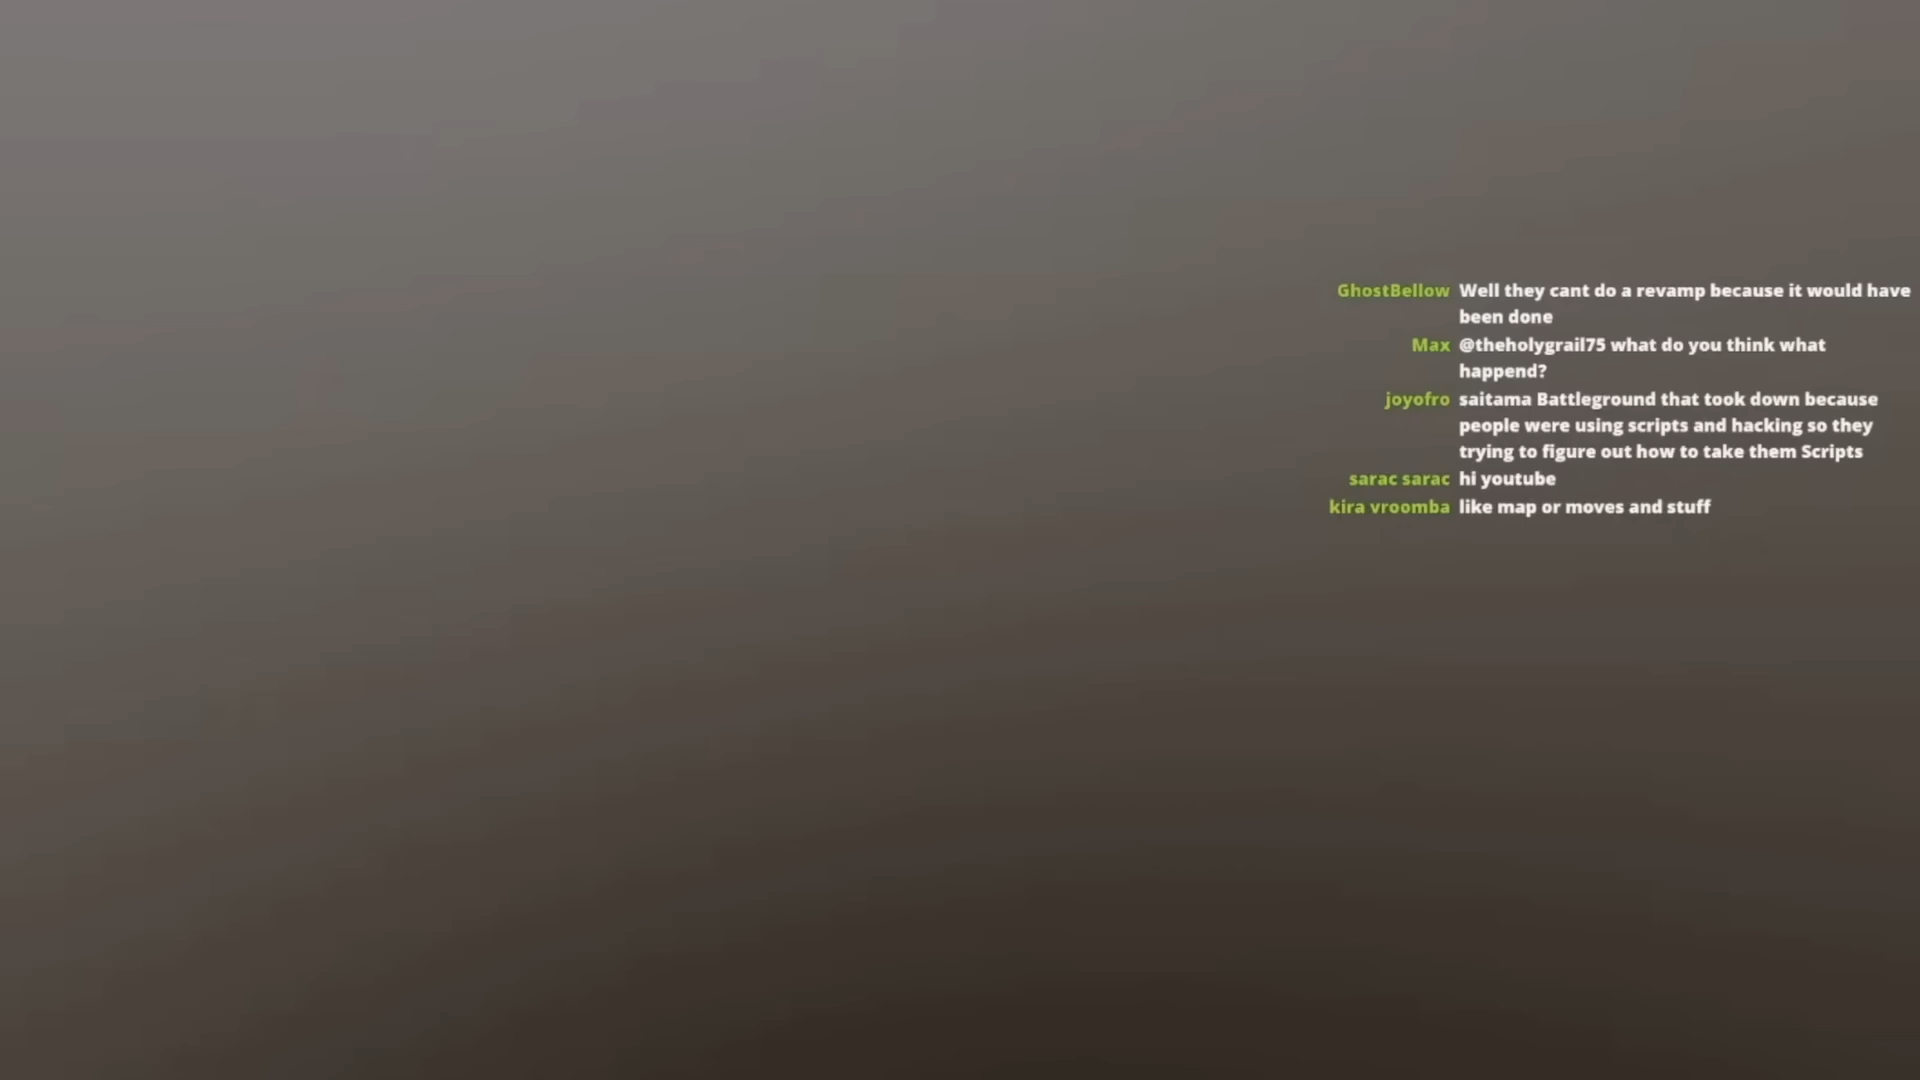 GhostBellow Well they cant do a revamp because it would have
been done
Max @theholygrail75 what do you think what
happend?
joyofro saitama Battleground that took down because
people were using scripts and hacking so they
trying to figure out how to take them Scripts
sarac sarac hi youtube
kira vroomba like map or moves and stuff